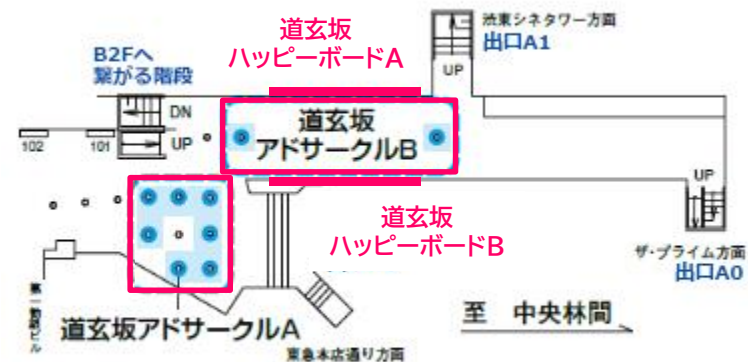 道玄坂
ハッピーボードA
渋東シネタワー方面
出口A1
B2Fへ
繋がる階段
UP
DN
UP
102
101
道玄坂
アドサークルB
UP
道玄坂
ハッピーボードB
ザ・プライム方面
出口A0
道玄坂アドサークルA
至 中央林間
東急本店通り方面